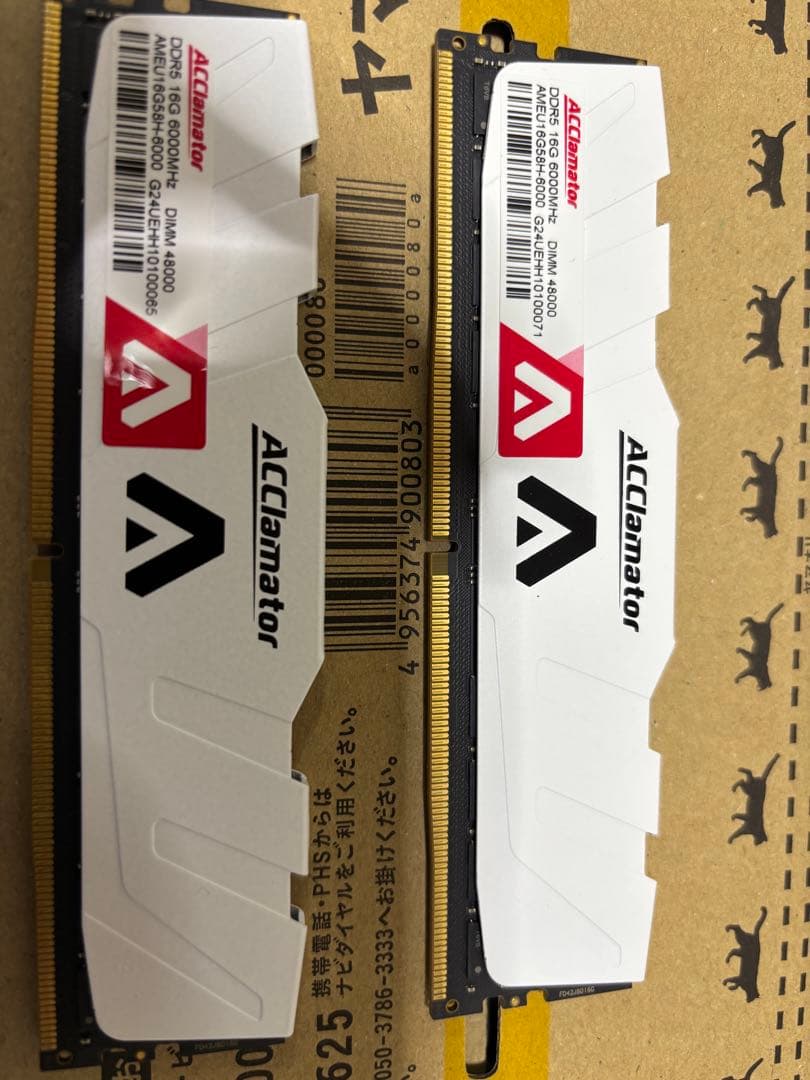 ACClamator
DDR5 16G 6000MHz DIMM 48000
AMEU16G58H-6000 G24UEHH10100065
ACClamator
ACClamator
DDR5 16G 6000MHz DIMM 48000
AMEU16G58H-6000 G24UEHH10100071
ACClamator
a000080a
4 956374 900803
携帯電話・PHSからは
ナビダイヤルをご利用ください。
050-3786-3333へお掛けください。
625